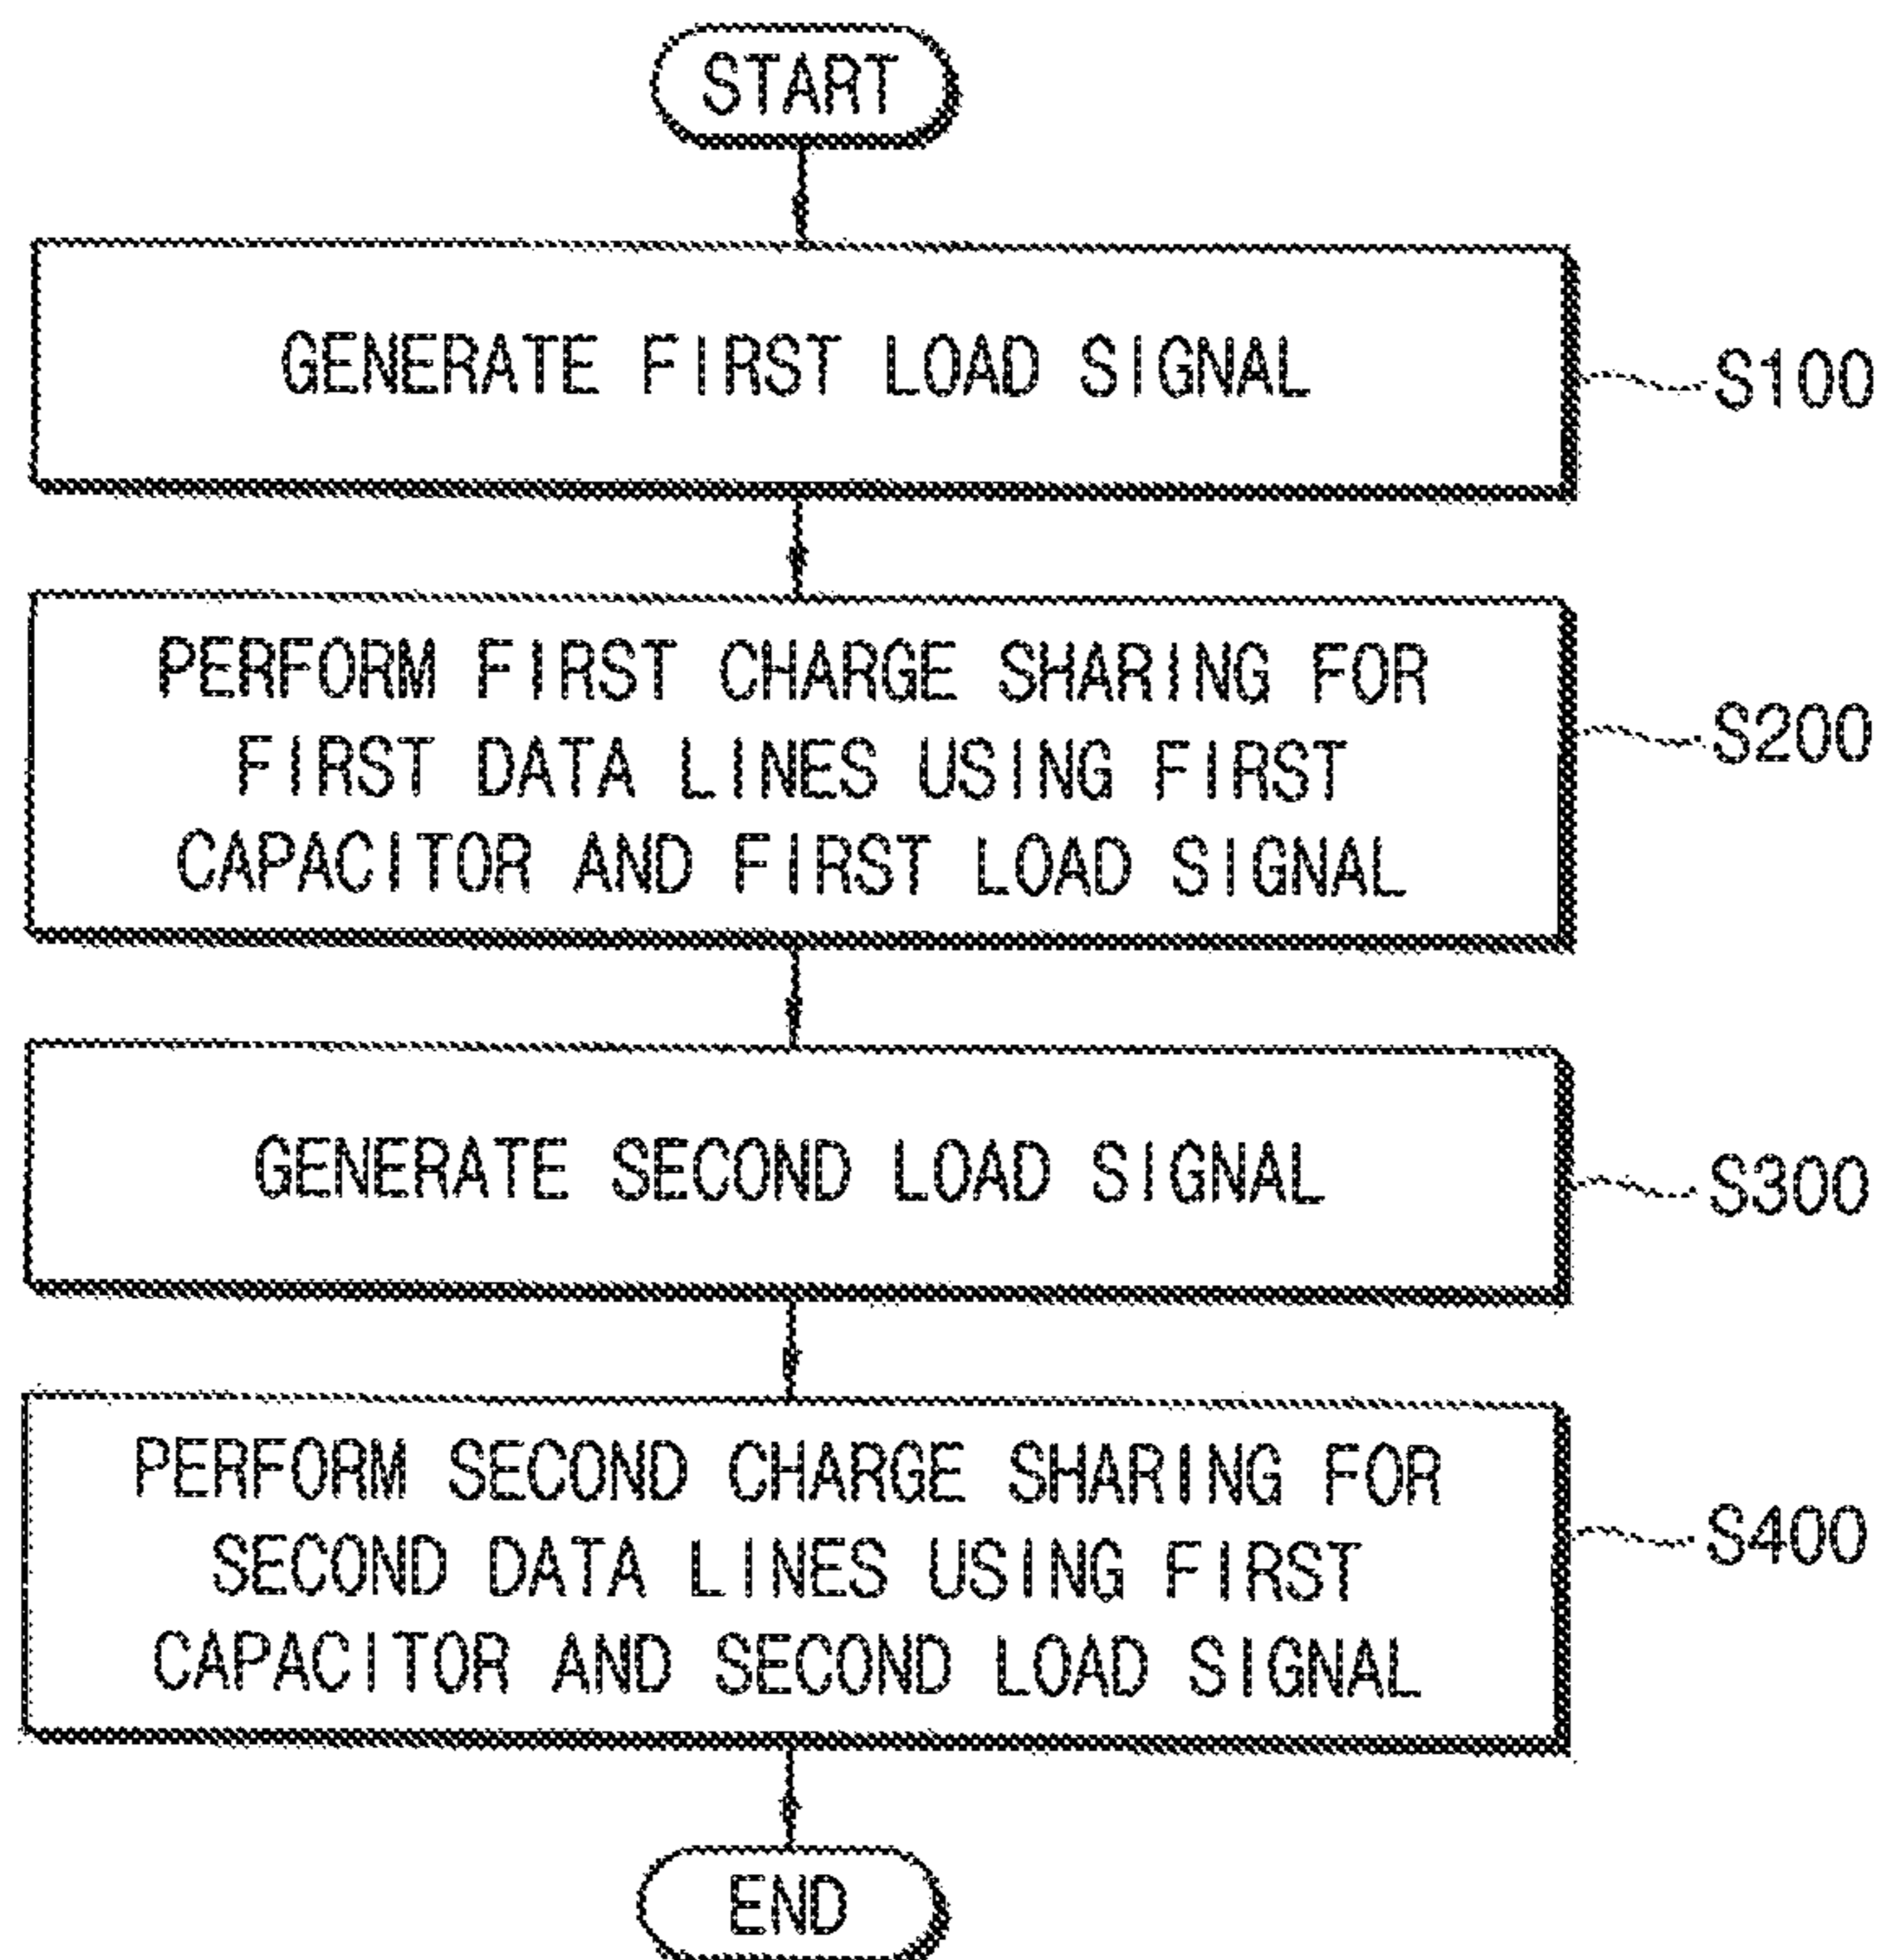 START
GENERATE FIRST LOAD SIGNAL
S100
PERFORM FIRST CHARGE SHARING FOR
FIRST DATA LINES USING FIRST
CAPACITOR AND FIRST LOAD SIGNAL
S200
GENERATE SECOND LOAD SIGNAL
S300
PERFORM SECOND CHARGE SHARING FOR
SECOND DATA LINES USING FIRST
CAPACITOR AND SECOND LOAD SIGNAL
S400
END